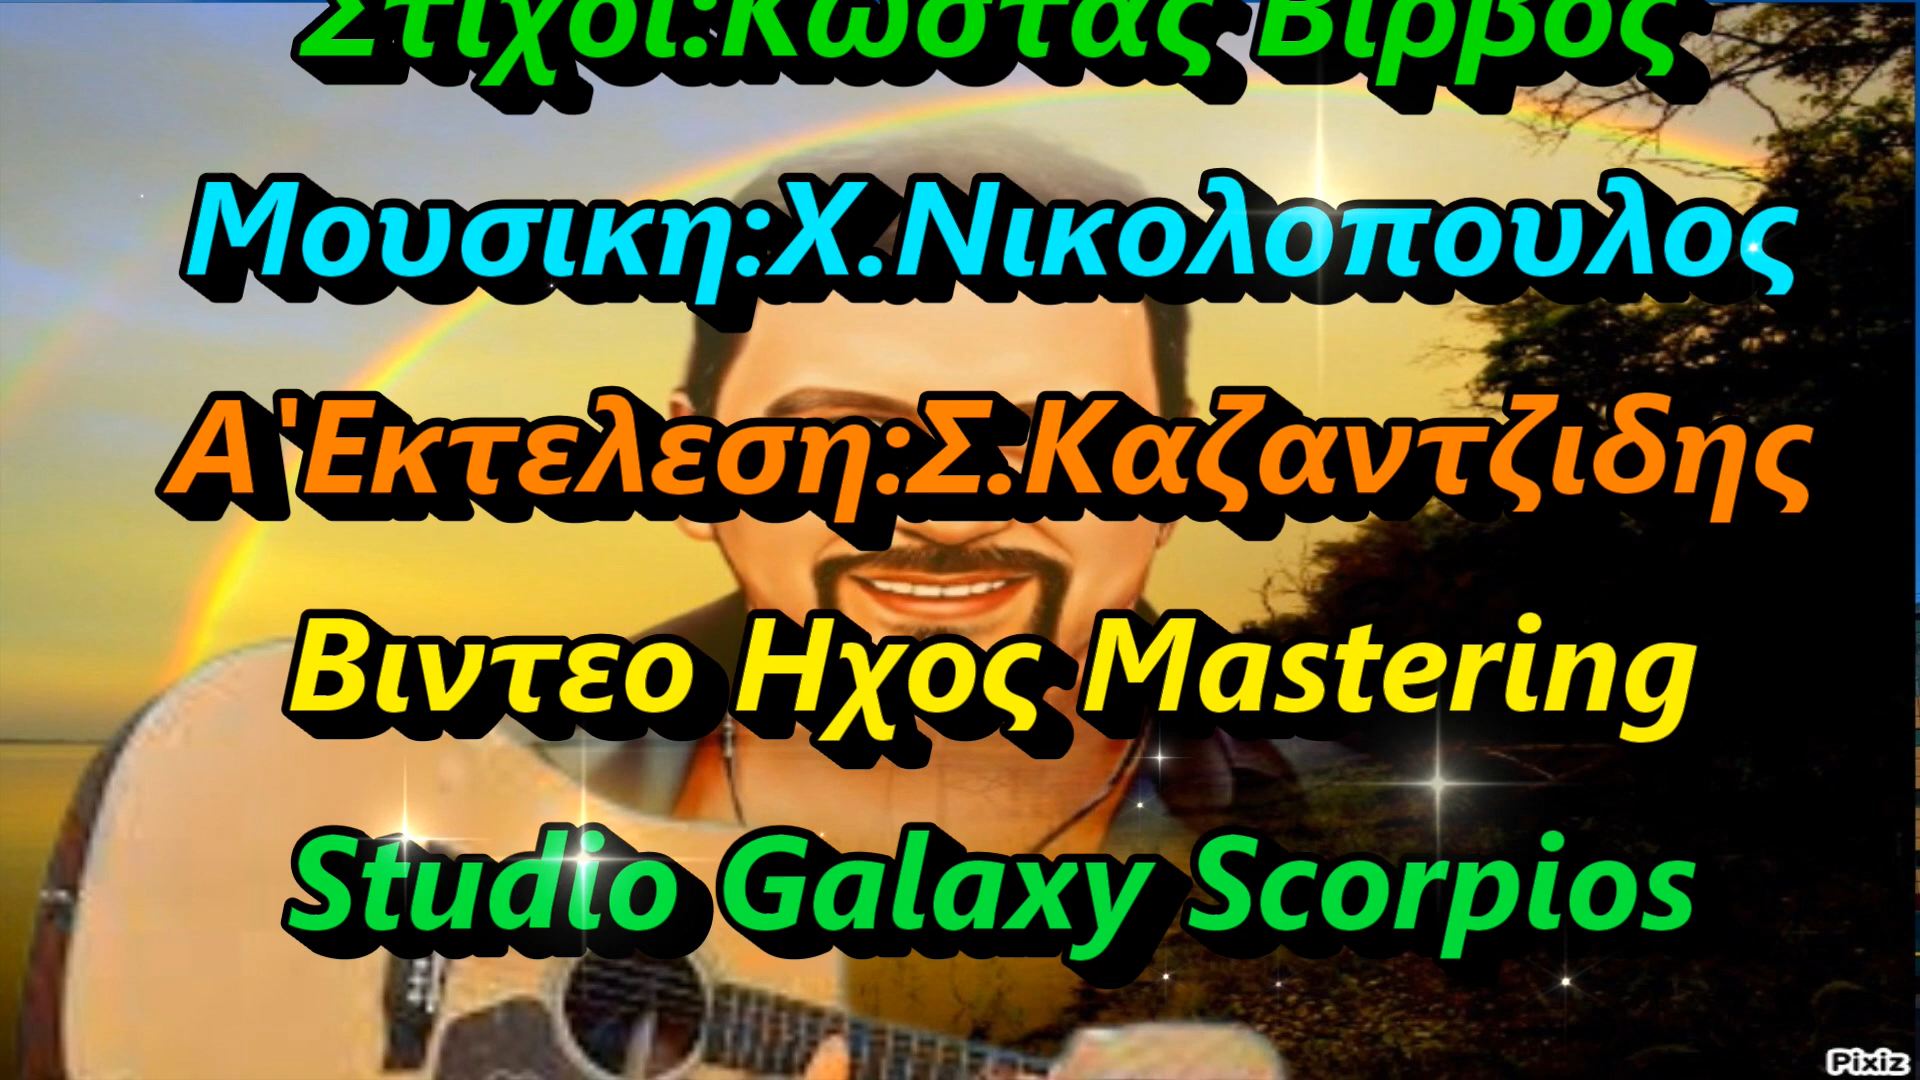 Στιχοι:Κωστας Βιρβος
Μουσικη:Χ.Νικολοπουλος
Α'Εκτελεση:Σ.Καζαντζιδης
Βιντεο Ηχος Mastering
Studio Galaxy Scorpios
Pixiz